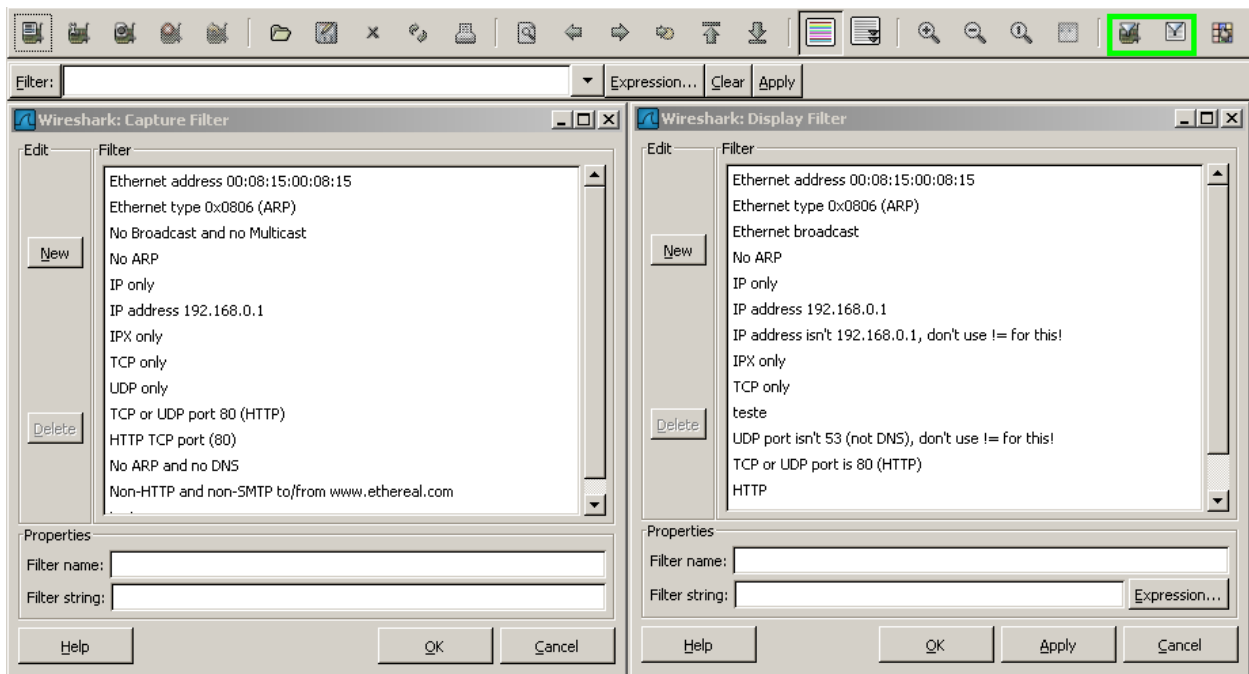 Filter:
Expression... Clear Apply
Wireshark: Capture Filter
Edit Filter
Ethernet address 00:08:15:00:08:15
Ethernet type 0x0806 (ARP)
No Broadcast and no Multicast
New
No ARP
IP only
IP address 192.168.0.1
IPX only
TCP only
UDP only
TCP or UDP port 80 (HTTP)
Delete
HTTP TCP port (80)
No ARP and no DNS
Non-HTTP and non-SMTP to/from www.ethereal.com
Properties
Filter name:
Filter string:
Help OK Cancel
Wireshark: Display Filter
Edit Filter
Ethernet address 00:08:15:00:08:15
Ethernet type 0x0806 (ARP)
Ethernet broadcast
New
No ARP
IP only
IP address 192.168.0.1
IP address isn't 192.168.0.1, don't use != for this!
IPX only
TCP only
teste
Delete
UDP port isn't 53 (not DNS), don't use != for this!
TCP or UDP port is 80 (HTTP)
HTTP
Properties
Filter name:
Filter string:
Expression...
Help OK Apply Cancel